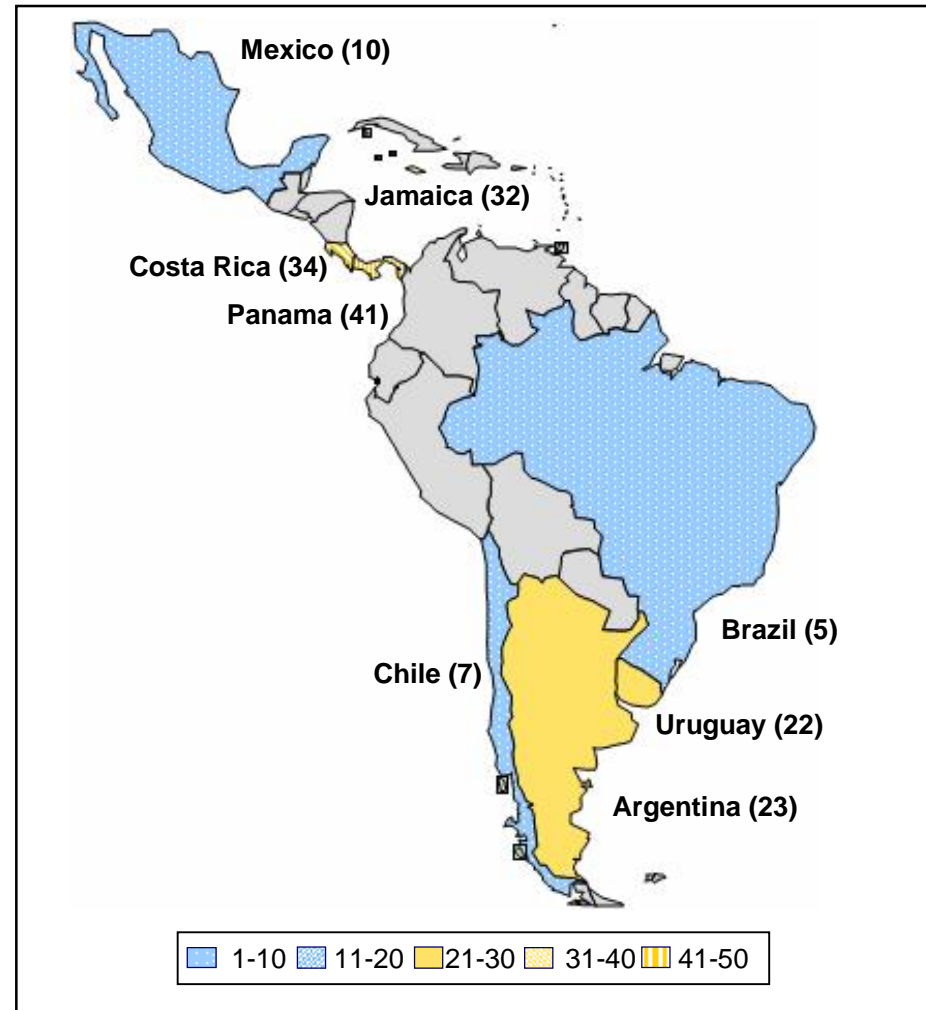 Mexico (10)
Jamaica (32)
Costa Rica (34)
Panama (41)
Brazil (5)
Chile (7)
Uruguay (22)
Argentina (23)
1-10 11-20 21-30 31-40 41-50